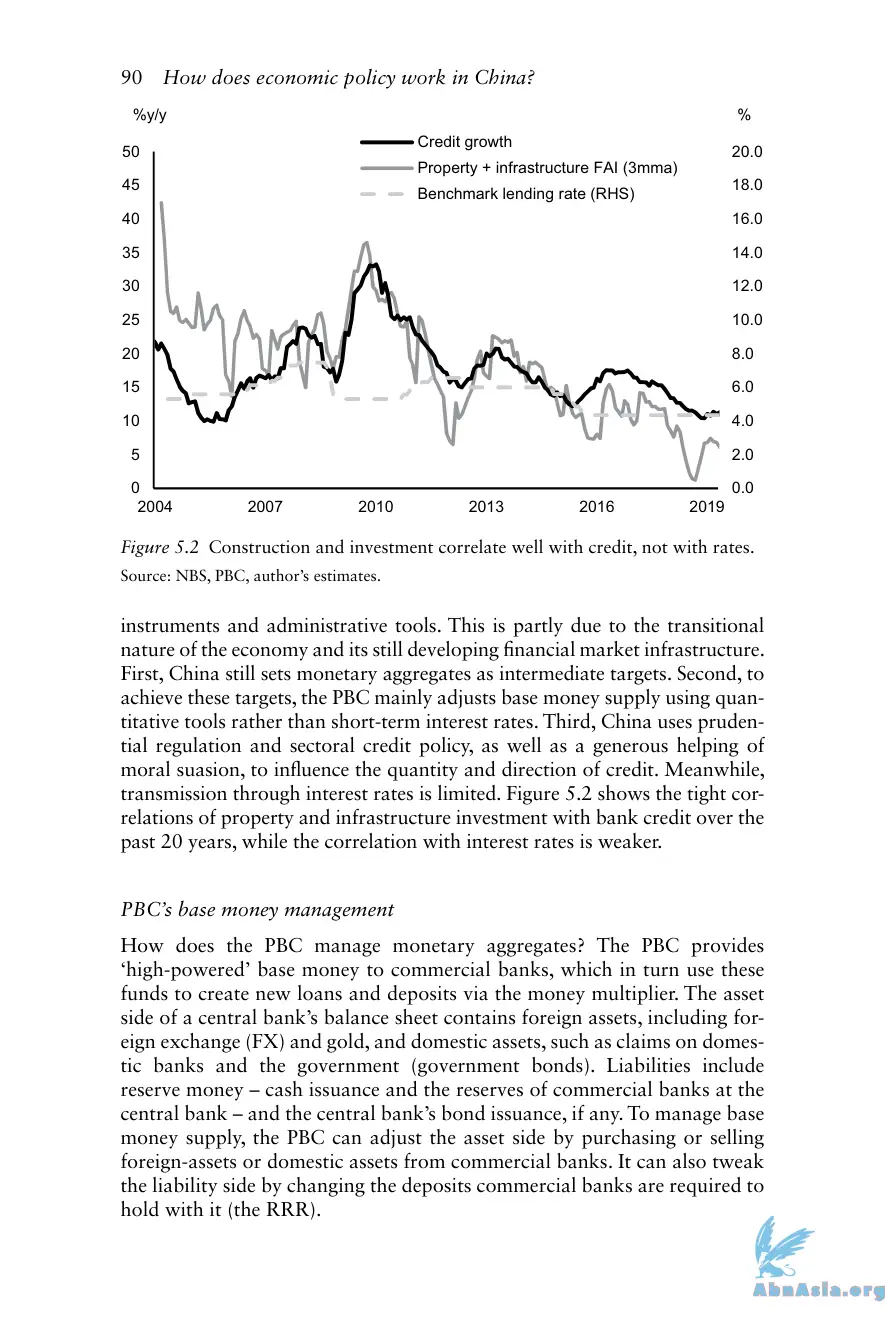 90 How does economic policy work in China?
%y/y
%
Credit growth
Property + infrastructure FAI (3mma)
Benchmark lending rate (RHS)
50
45
40
35
30
25
20
15
10
5
0
20.0
18.0
16.0
14.0
12.0
10.0
8.0
6.0
4.0
2.0
0.0
2004 2007 2010 2013 2016 2019
Figure 5.2 Construction and investment correlate well with credit, not with rates.
Source: NBS, PBC, author’s estimates.
instruments and administrative tools. This is partly due to the transitional
nature of the economy and its still developing financial market infrastructure.
First, China still sets monetary aggregates as intermediate targets. Second, to
achieve these targets, the PBC mainly adjusts base money supply using quan-
titative tools rather than short-term interest rates. Third, China uses pruden-
tial regulation and sectoral credit policy, as well as a generous helping of
moral suasion, to influence the quantity and direction of credit. Meanwhile,
transmission through interest rates is limited. Figure 5.2 shows the tight cor-
relations of property and infrastructure investment with bank credit over the
past 20 years, while the correlation with interest rates is weaker.
PBC’s base money management
How does the PBC manage monetary aggregates? The PBC provides
‘high-powered’ base money to commercial banks, which in turn use these
funds to create new loans and deposits via the money multiplier. The asset
side of a central bank’s balance sheet contains foreign assets, including for-
eign exchange (FX) and gold, and domestic assets, such as claims on domes-
tic banks and the government (government bonds). Liabilities include
reserve money – cash issuance and the reserves of commercial banks at the
central bank – and the central bank’s bond issuance, if any. To manage base
money supply, the PBC can adjust the asset side by purchasing or selling
foreign-assets or domestic assets from commercial banks. It can also tweak
the liability side by changing the deposits commercial banks are required to
hold with it (the RRR).
AbnAsia.org